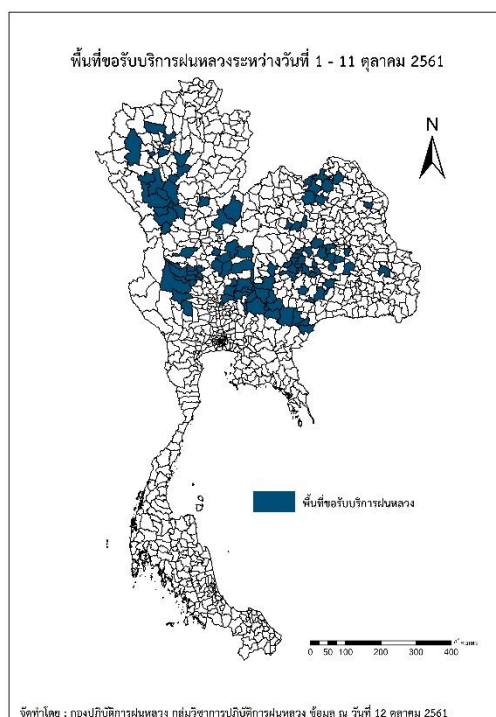 พื้นที่ขอรับบริการฝนหลวงระหว่างวันที่ 1 - 11 ตุลาคม 2561
N
พื้นที่ขอรับบริการฝนหลวง
0 50 100 200 300 400
จัดทำโดย : กองปฏิบัติการฝนหลวง กลุ่มวิชาการปฏิบัติการฝนหลวง ข้อมูล ณ วันที่ 12 ตุลาคม 2561